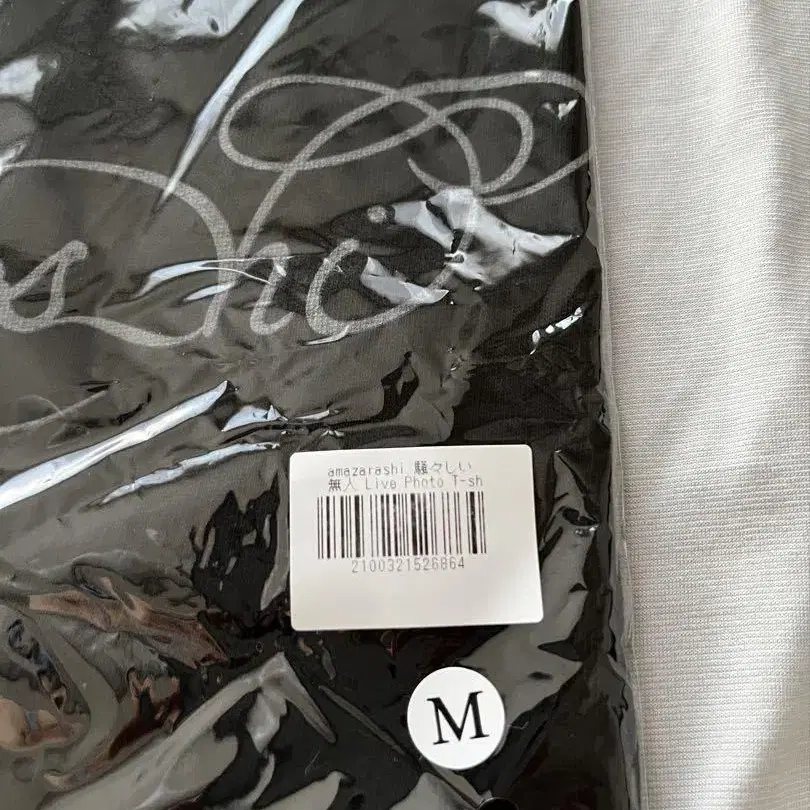 amazarashi 騒々しい
無人 Live Photo T-sh
2100321526864
M